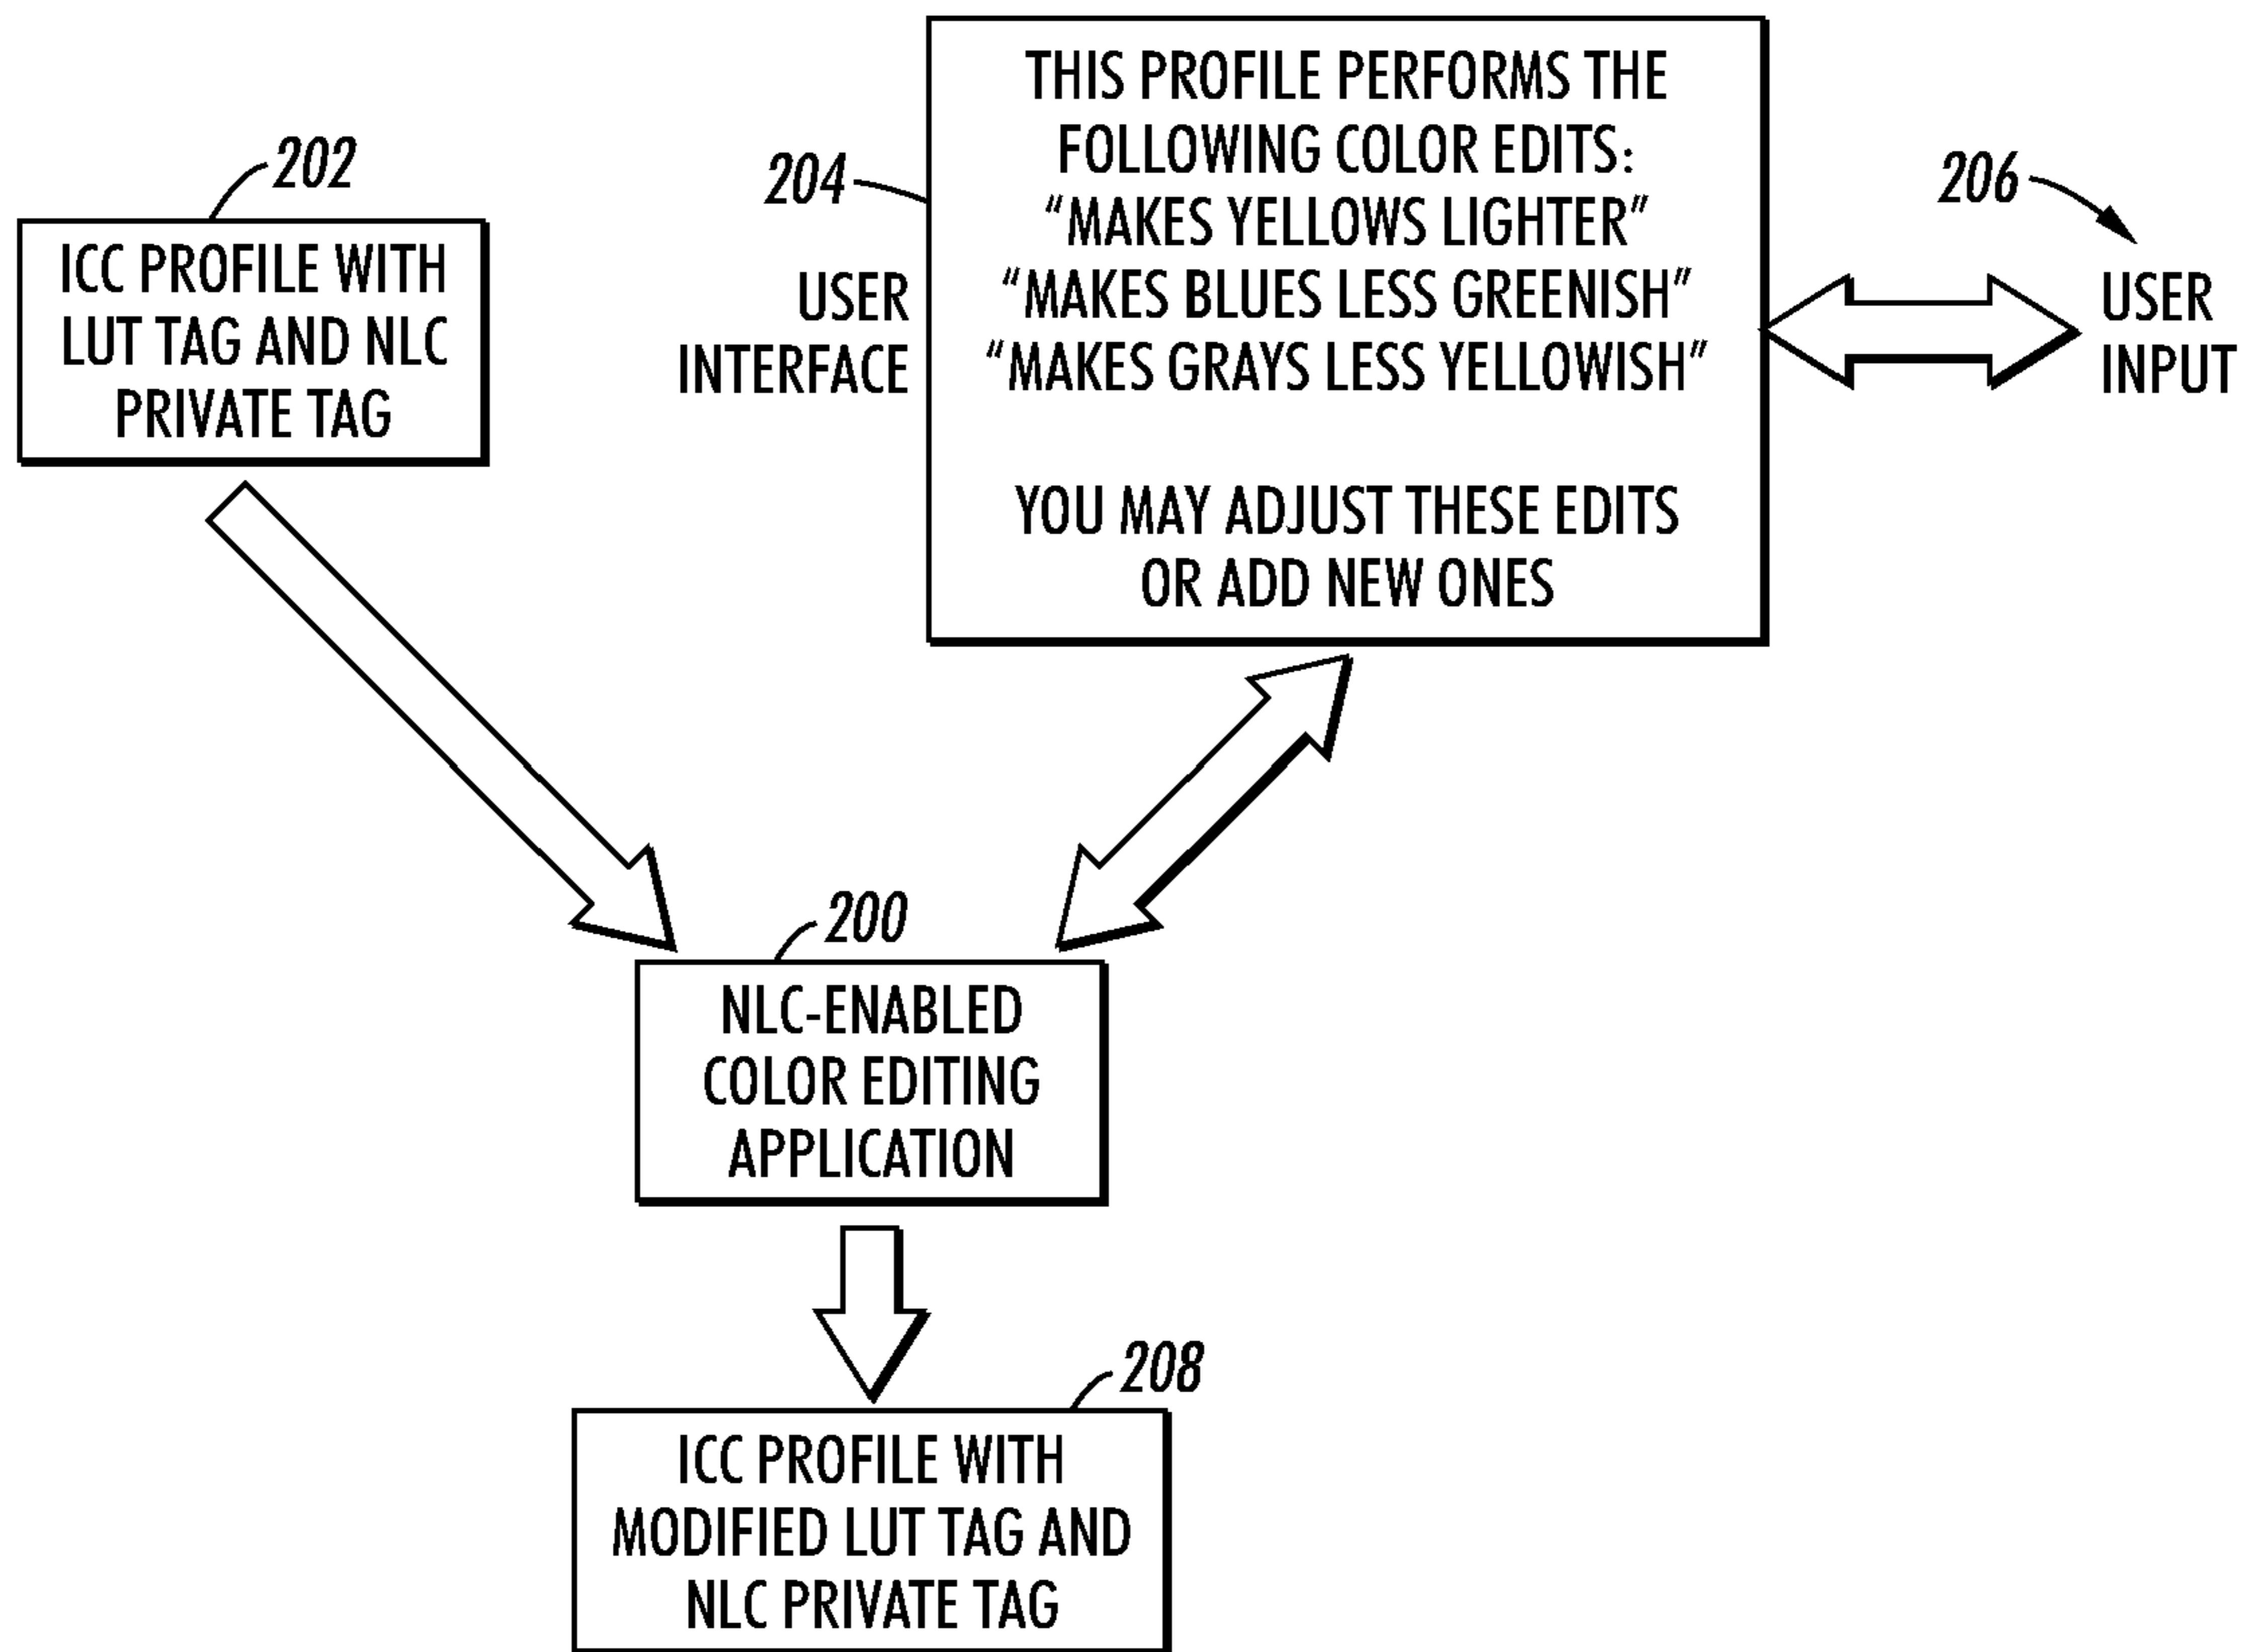 202
ICC PROFILE WITH
LUT TAG AND NLC
PRIVATE TAG
204
USER
INTERFACE
THIS PROFILE PERFORMS THE
FOLLOWING COLOR EDITS:
“MAKES YELLOWS LIGHTER”
“MAKES BLUES LESS GREENISH”
“MAKES GRAYS LESS YELLOWISH”
YOU MAY ADJUST THESE EDITS
OR ADD NEW ONES
206
USER
INPUT
200
NLC-ENABLED
COLOR EDITING
APPLICATION
208
ICC PROFILE WITH
MODIFIED LUT TAG AND
NLC PRIVATE TAG